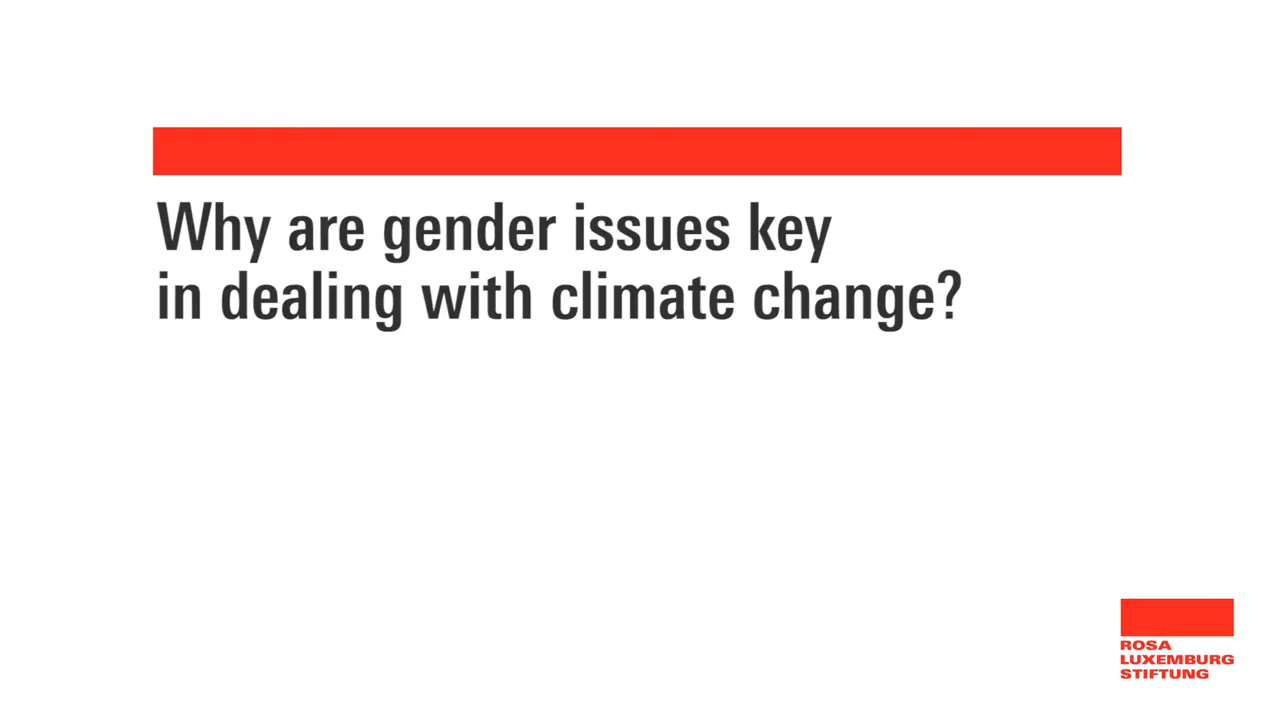 Why are gender issues key
in dealing with climate change?
ROSA
LUXEMBURG
STIFTUNG